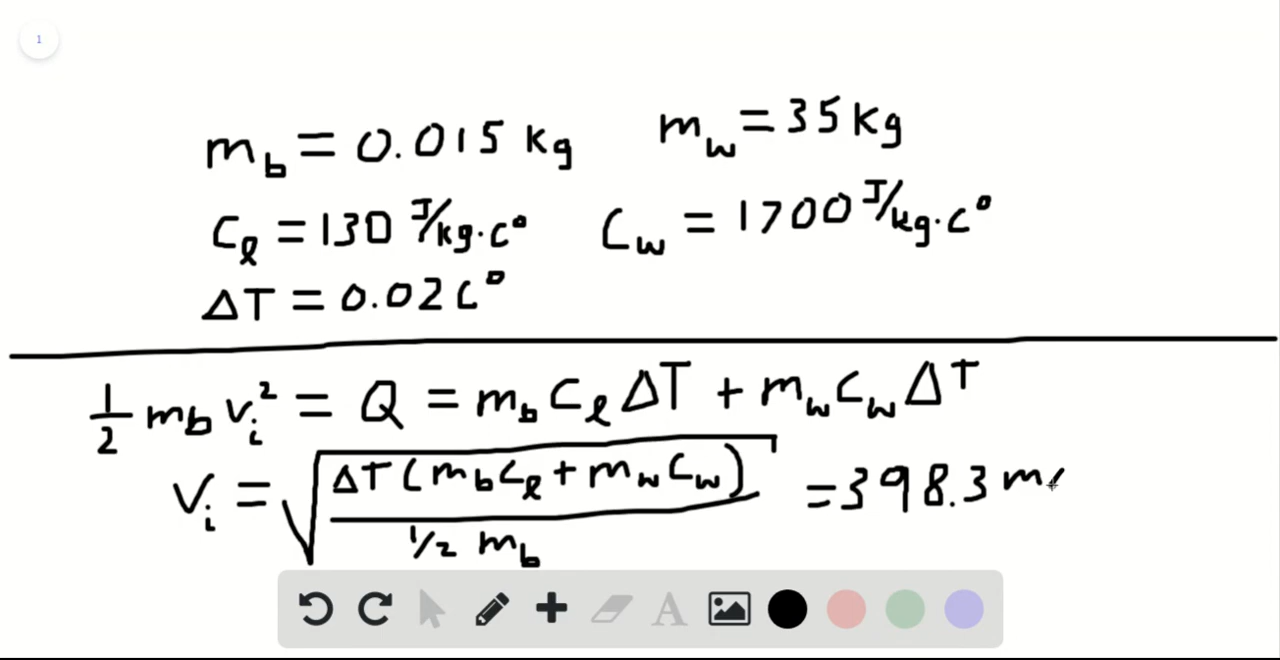 1
m_b = 0.015 kg    m_w = 35 kg
C_ℓ = 130 J/kg·C°    C_w = 1700 J/kg·C°
ΔT = 0.02 C°
1/2 m_b v_i² = Q = m_b C_ℓ ΔT + m_w C_w ΔT
V_i = √(ΔT(m_b C_ℓ + m_w C_w) / 1/2 m_b) = 398.3 m/
A